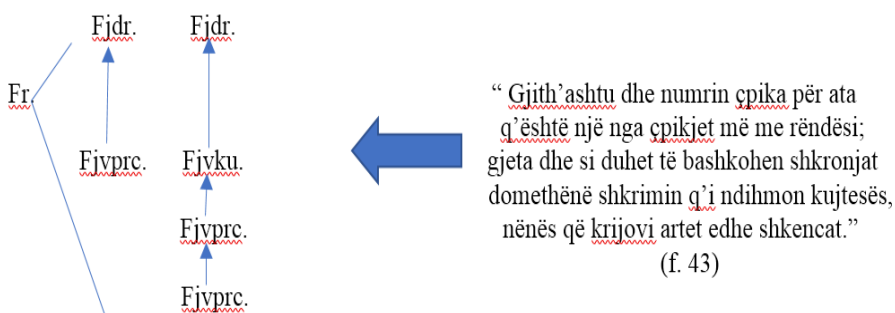 Fjdr. Fjdr.
Fr.
Fjvprc. Fjvku.
Fjvprc.
Fjvprc.
“ Gjith’ashtu dhe numrin çpika për ata
q’është një nga çpikjet më me rëndësi;
gjeta dhe si duhet të bashkohen shkronjat
domethënë shkrimin q’i ndihmon kujtesës,
nënës që krijovi artet edhe shkencat.”
(f. 43)